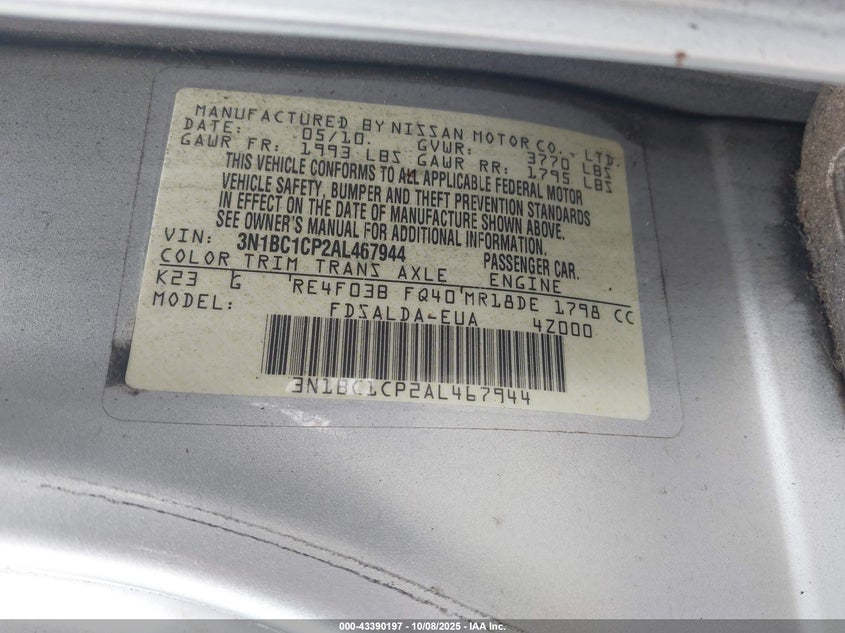 MANUFACTURED BY NISSAN MOTOR CO., LTD.
DATE: 05/10. GVWR: 3770 LBS
GAWR FR: 1993 LBS GAWR RR: 1795 LBS
THIS VEHICLE CONFORMS TO ALL APPLICABLE FEDERAL MOTOR
VEHICLE SAFETY, BUMPER AND THEFT PREVENTION STANDARDS
IN EFFECT ON THE DATE OF MANUFACTURE SHOWN ABOVE.
SEE OWNER'S MANUAL FOR ADDITIONAL INFORMATION.
VIN: 3N1BC1CP2AL467944 PASSENGER CAR.
COLOR TRIM TRANS AXLE ENGINE
K23 G RE4F03B FQ40 MR18DE 1798 CC
MODEL: FDSALDA-EUA 4Z000
3N1BC1CP2AL467944
000-43390197 - 10/08/2025 - © IAA Holdings, LLC